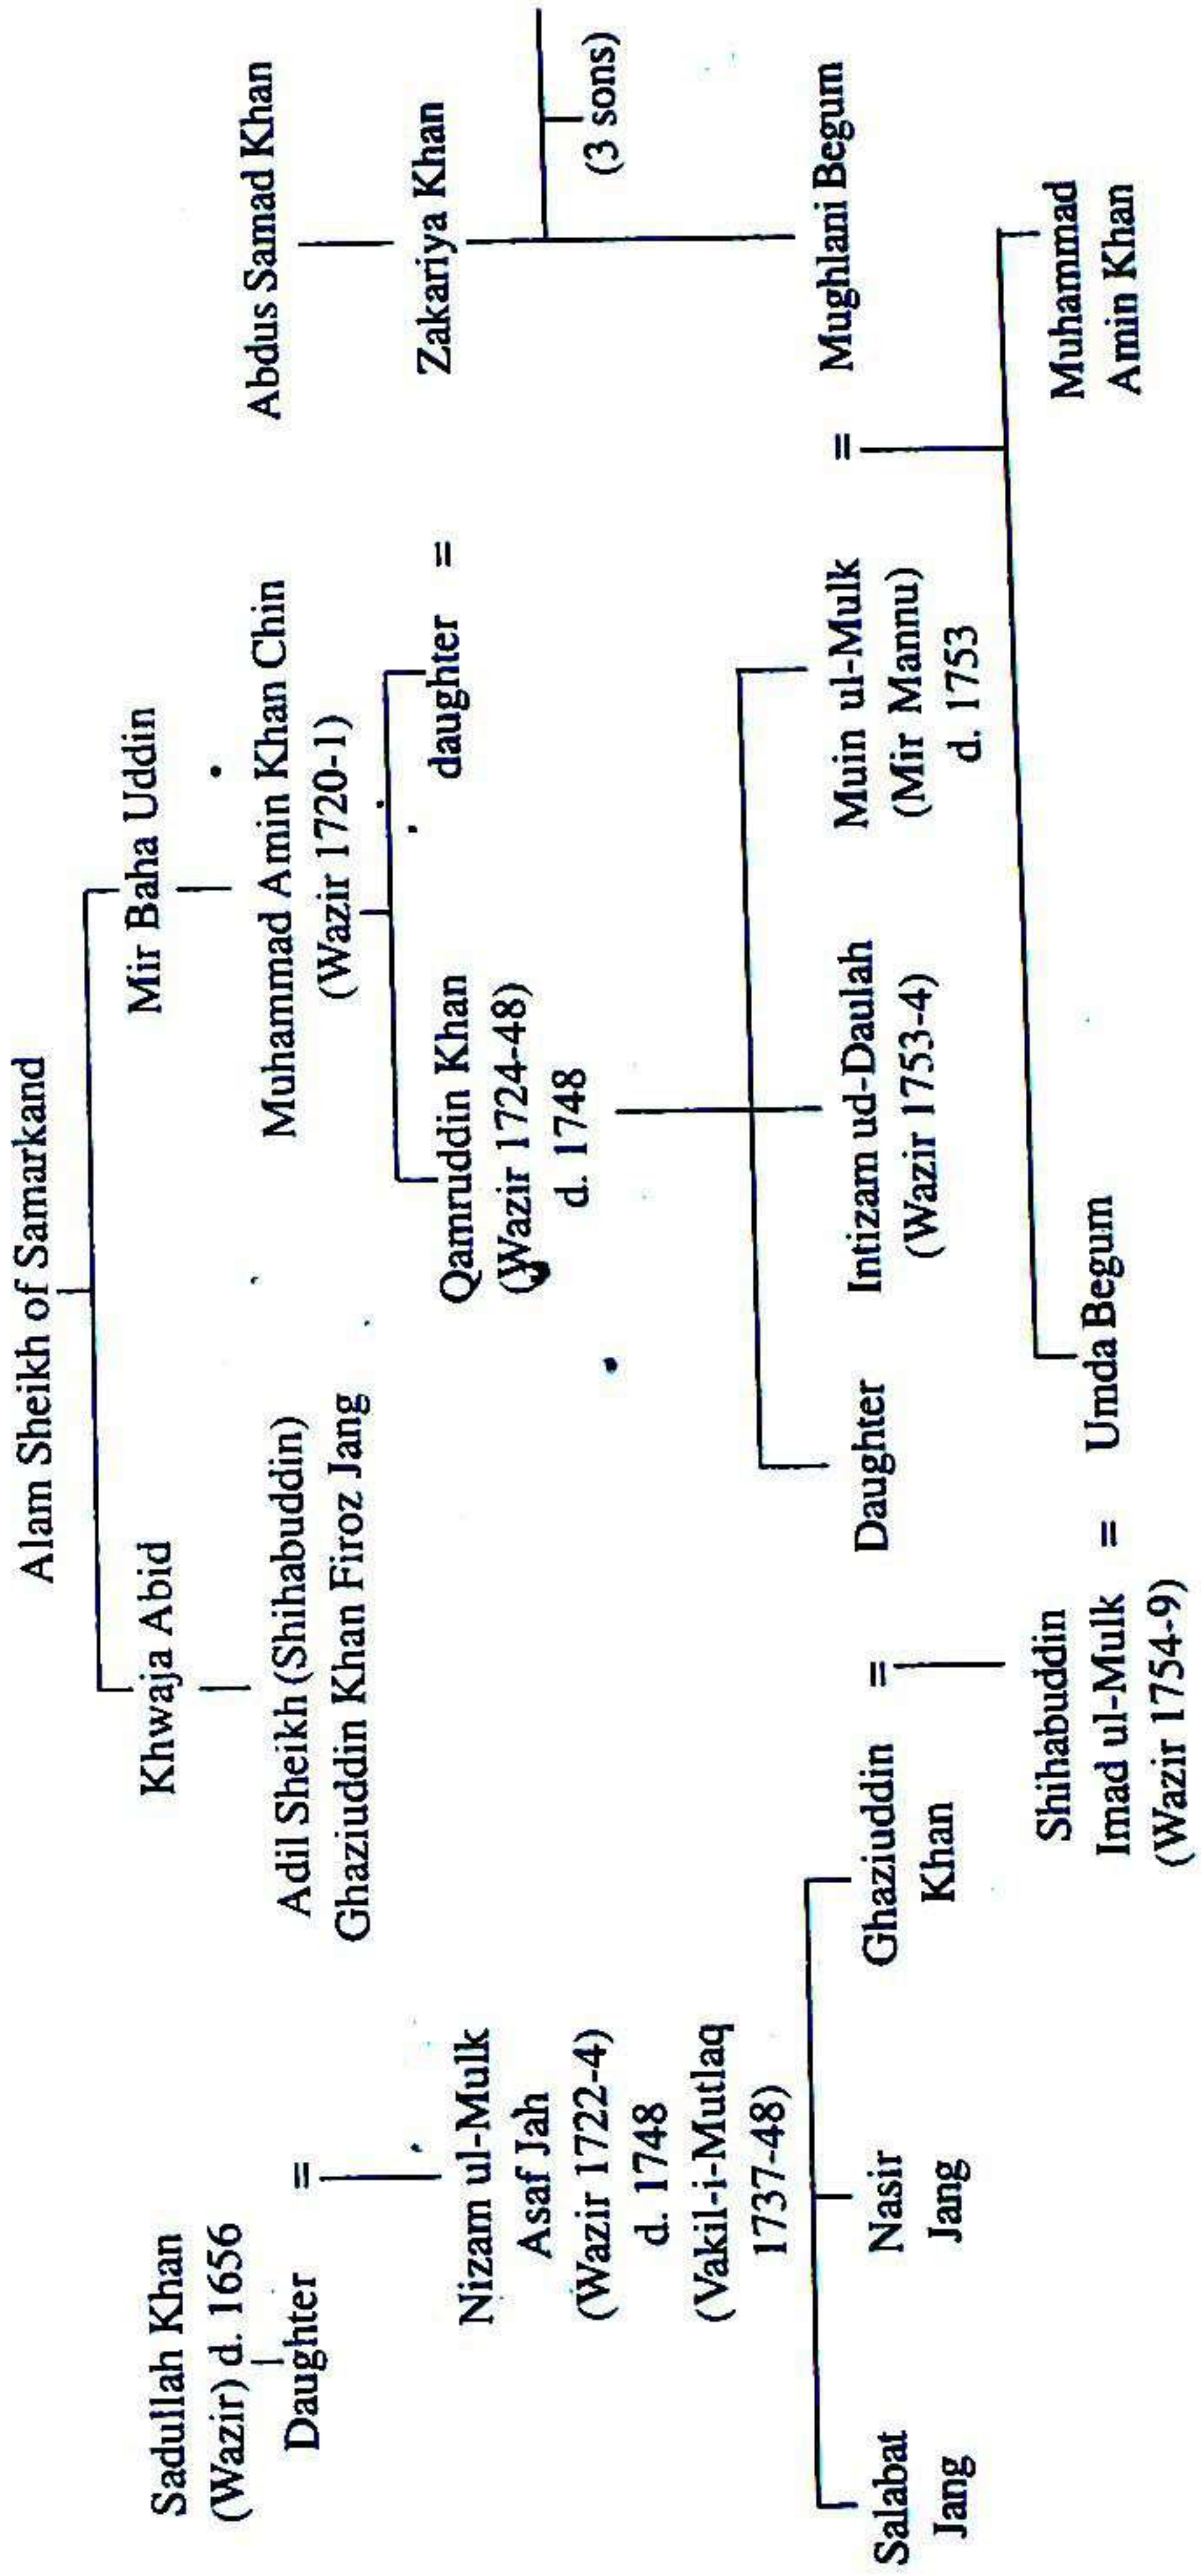 Alam Sheikh of Samarkand
Sadullah Khan
(Wazir) d. 1656
Daughter
=
Khwaja Abid
Adil Sheikh (Shihabuddin)
Ghaziuddin Khan Firoz Jang
Mir Baha Uddin
Muhammad Amin Khan Chin
(Wazir 1720-1)
Abdus Samad Khan
Nizam ul-Mulk
Asaf Jah
(Wazir 1722-4)
d. 1748
(Vakil-i-Mutlaq
1737-48)
Qamruddin Khan
(Wazir 1724-48)
d. 1748
daughter
=
Zakariya Khan
(3 sons)
Salabat
Jang
Nasir
Jang
Ghaziuddin
Khan
=
Daughter
Intizam ud-Daulah
(Wazir 1753-4)
Muin ul-Mulk
(Mir Mannu)
d. 1753
=
Mughlani Begum
Shihabuddin
Imad ul-Mulk
(Wazir 1754-9)
=
Umda Begum
Muhammad
Amin Khan